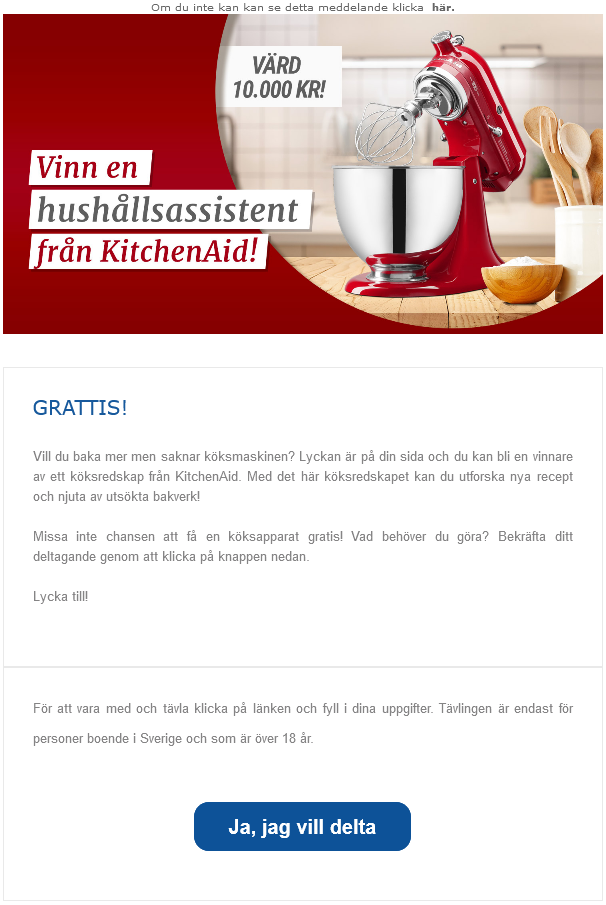 Om du inte kan kan se detta meddelande klicka här.
VÄRD
10.000 KR!
Vinn en
hushållsassistent
från KitchenAid!
GRATTIS!
Vill du baka mer men saknar köksmaskinen? Lyckan är på din sida och du kan bli en vinnare
av ett köksredskap från KitchenAid. Med det här köksredskapet kan du utforska nya recept
och njuta av utsökta bakverk!
Missa inte chansen att få en köksapparat gratis! Vad behöver du göra? Bekräfta ditt
deltagande genom att klicka på knappen nedan.
Lycka till!
För att vara med och tävla klicka på länken och fyll i dina uppgifter. Tävlingen är endast för
personer boende i Sverige och som är över 18 år.
Ja, jag vill delta